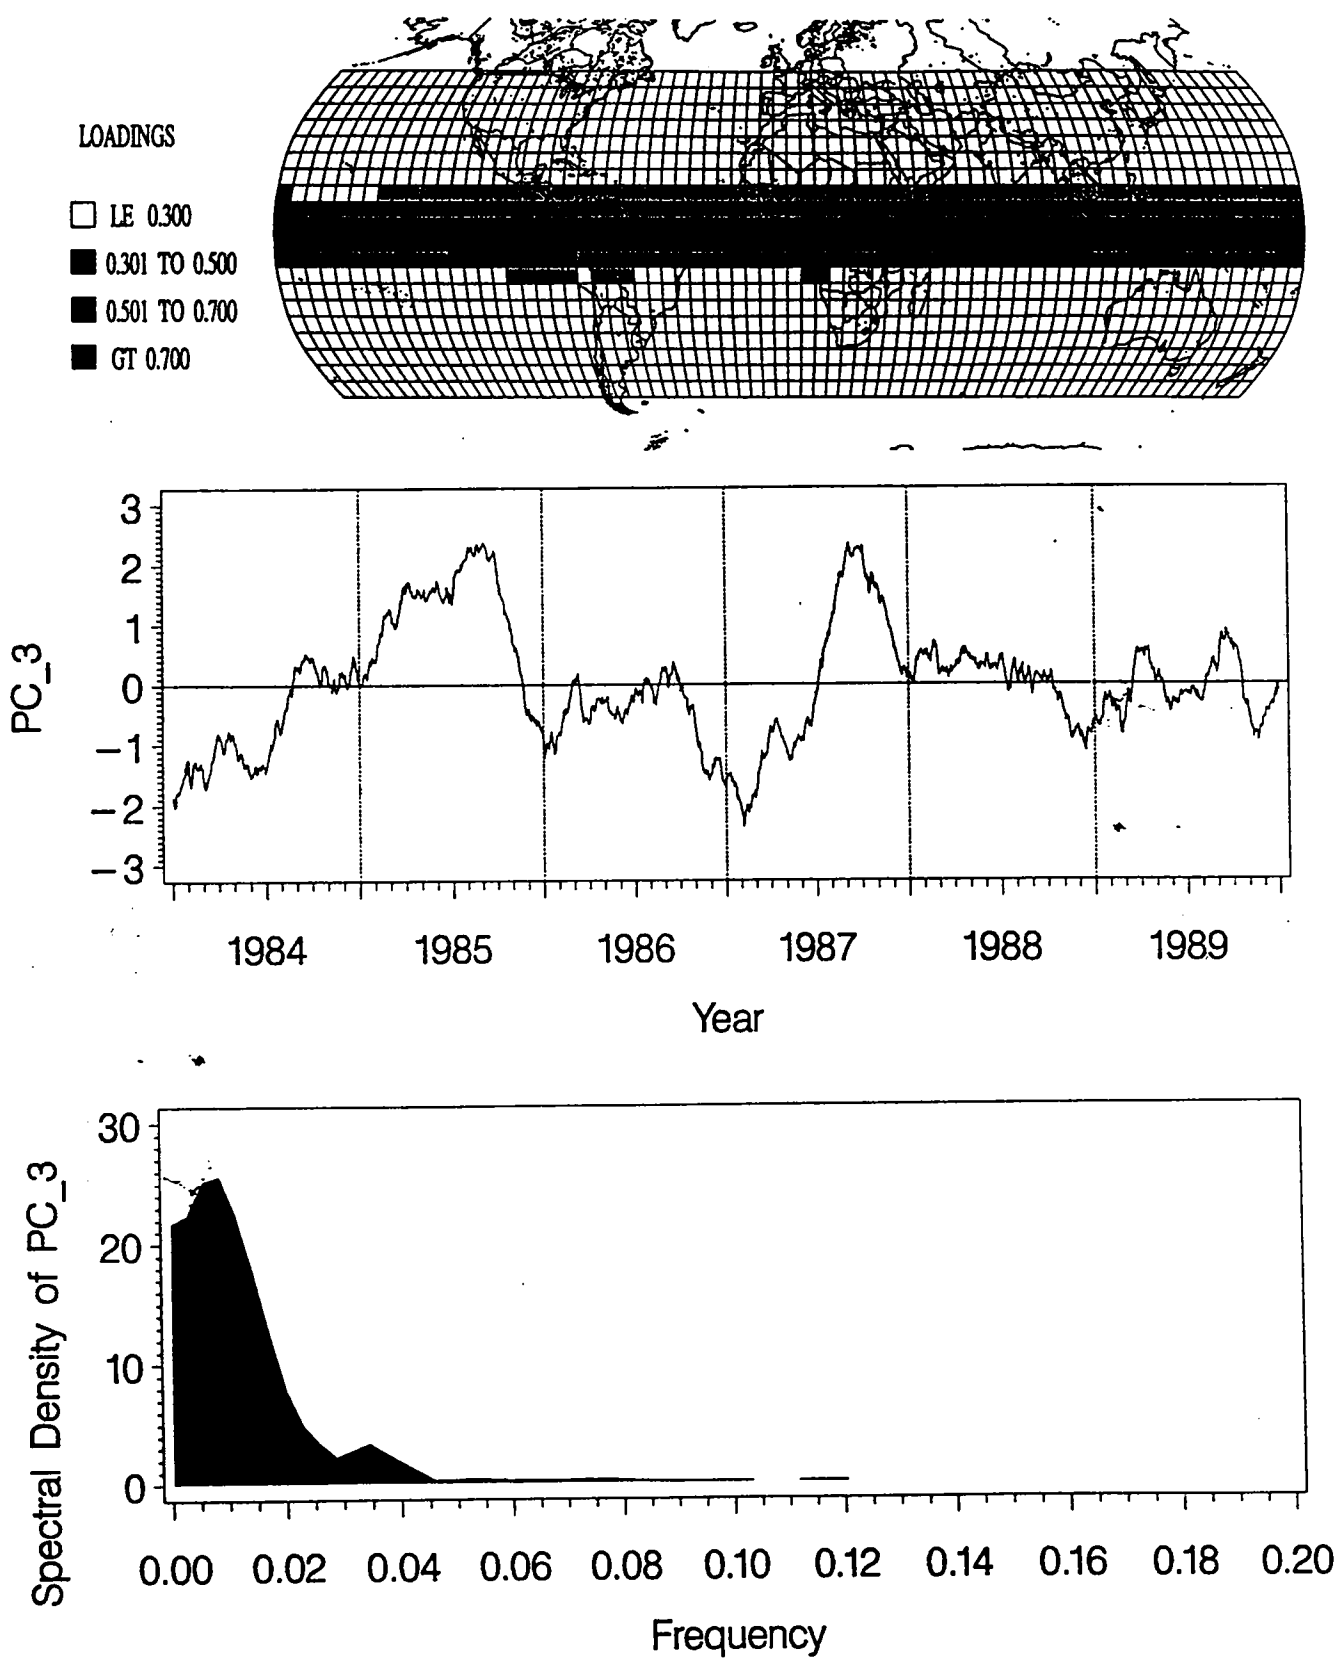 LOADINGS
LE 0.300
0.301 TO 0.500
0.501 TO 0.700
GT 0.700
PC_3
3
2
1
0
−1
−2
−3
1984 1985 1986 1987 1988 1989
Year
Spectral Density of PC_3
30
20
10
0
0.00 0.02 0.04 0.06 0.08 0.10 0.12 0.14 0.16 0.18 0.20
Frequency